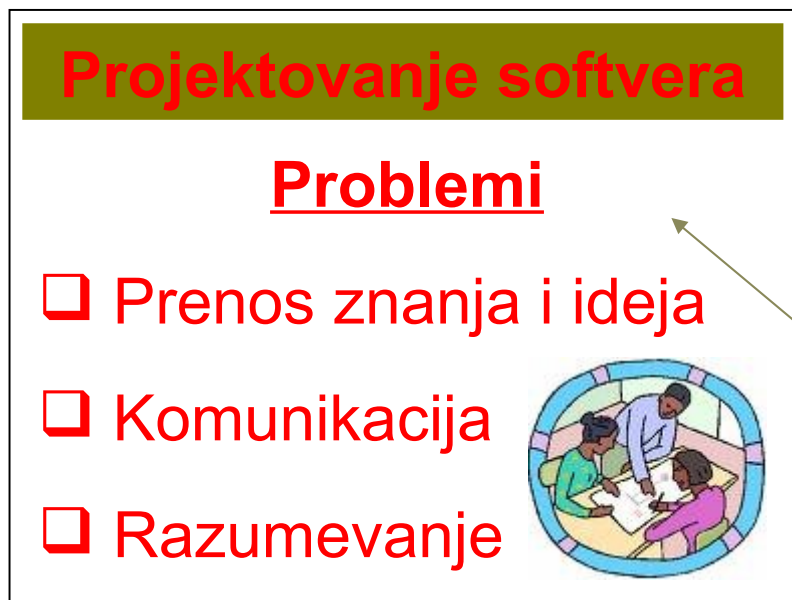 Projektovanje softvera
Problemi
❑ Prenos znanja i ideja
❑ Komunikacija
❑ Razumevanje